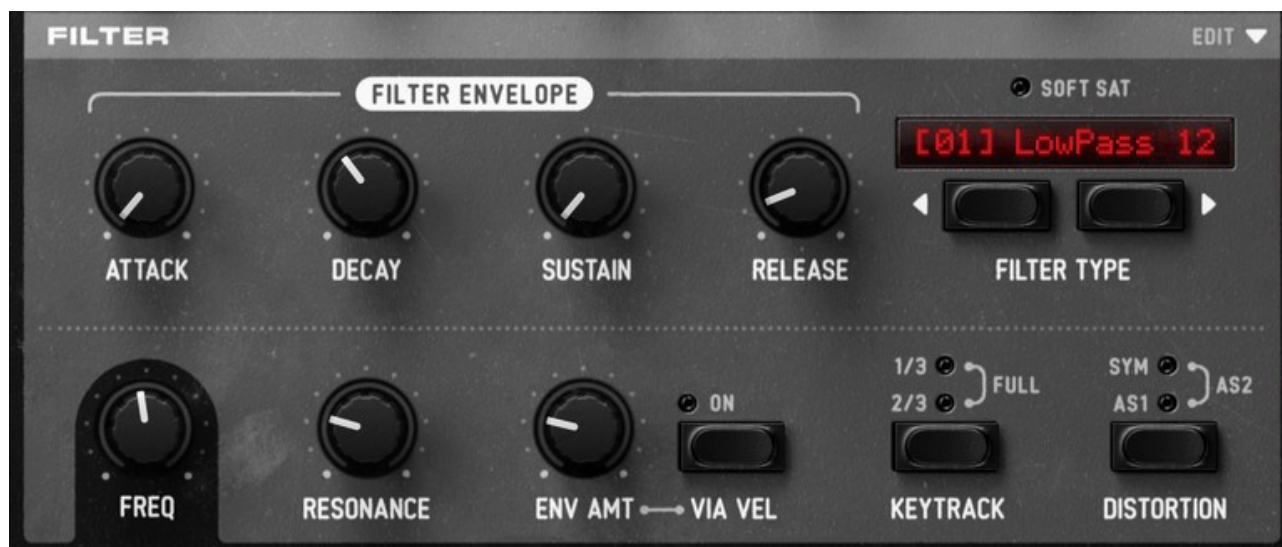 FILTER
EDIT
FILTER ENVELOPE
SOFT SAT
[01] LowPass 12
ATTACK
DECAY
SUSTAIN
RELEASE
FILTER TYPE
1/3
2/3
FULL
SYM
AS1
AS2
ON
FREQ
RESONANCE
ENV AMT
VIA VEL
KEYTRACK
DISTORTION